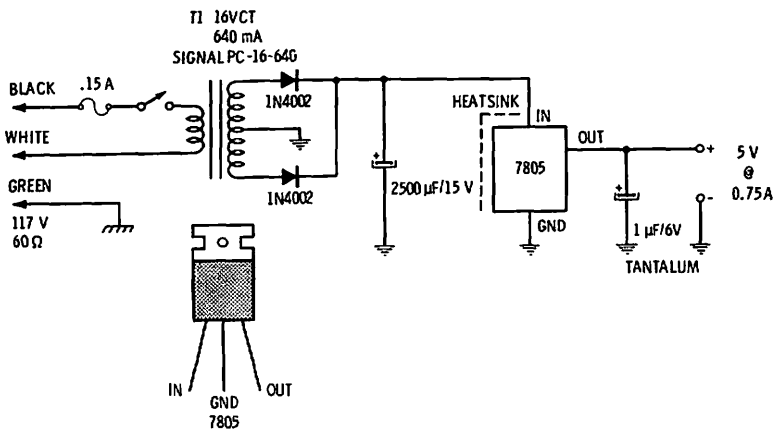 T1 16VCT
640 mA
SIGNAL PC-16-640
BLACK
.15 A
WHITE
GREEN
117 V
60 Ω
1N4002
1N4002
+
2500 µF/15 V
HEATSINK
IN
7805
OUT
GND
+
1 µF/6V
TANTALUM
+
-
5 V
@
0.75A
IN
GND
OUT
7805